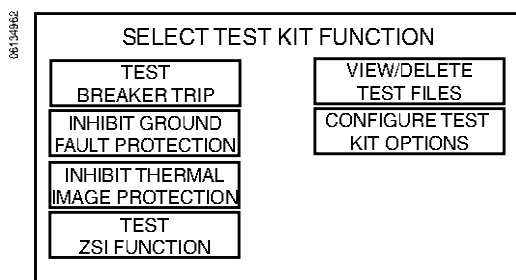 06134962
SELECT TEST KIT FUNCTION
TEST
BREAKER TRIP
INHIBIT GROUND
FAULT PROTECTION
INHIBIT THERMAL
IMAGE PROTECTION
TEST
ZSI FUNCTION
VIEW/DELETE
TEST FILES
CONFIGURE TEST
KIT OPTIONS